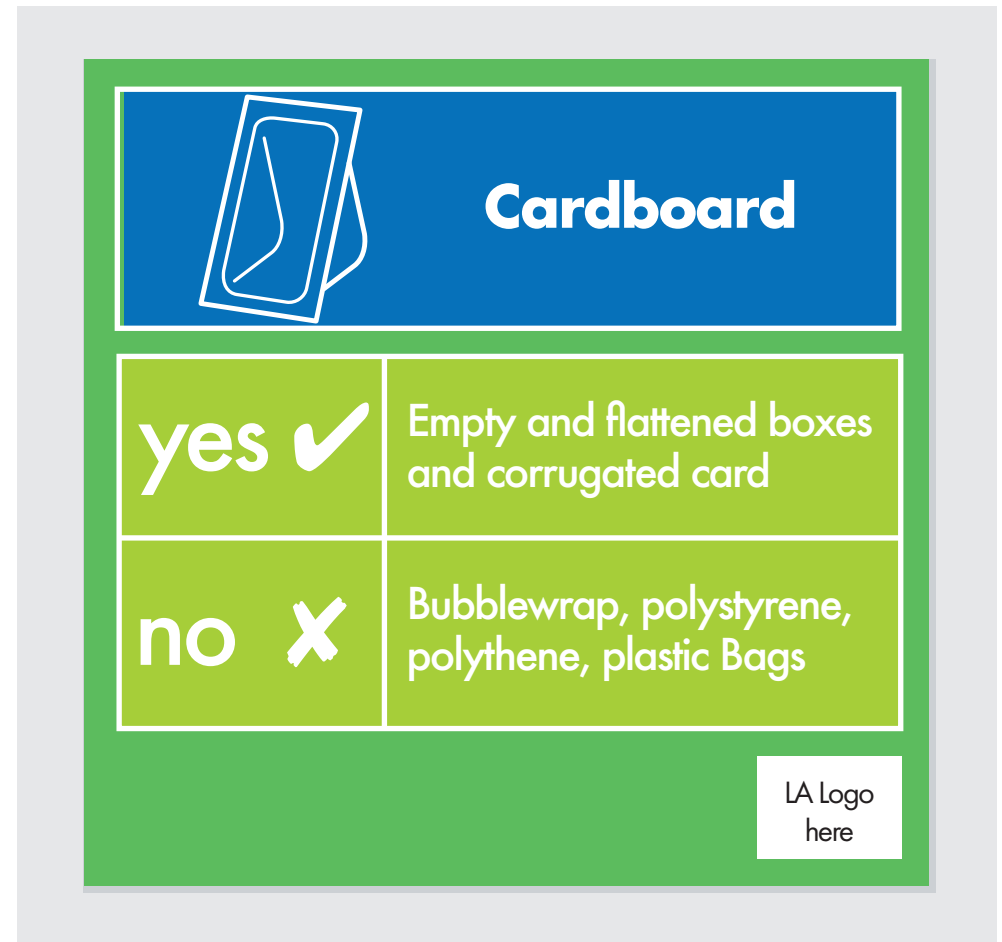 Cardboard
yes ✔
Empty and flattened boxes
and corrugated card
no ✘
Bubblewrap, polystyrene,
polythene, plastic Bags
LA Logo
here